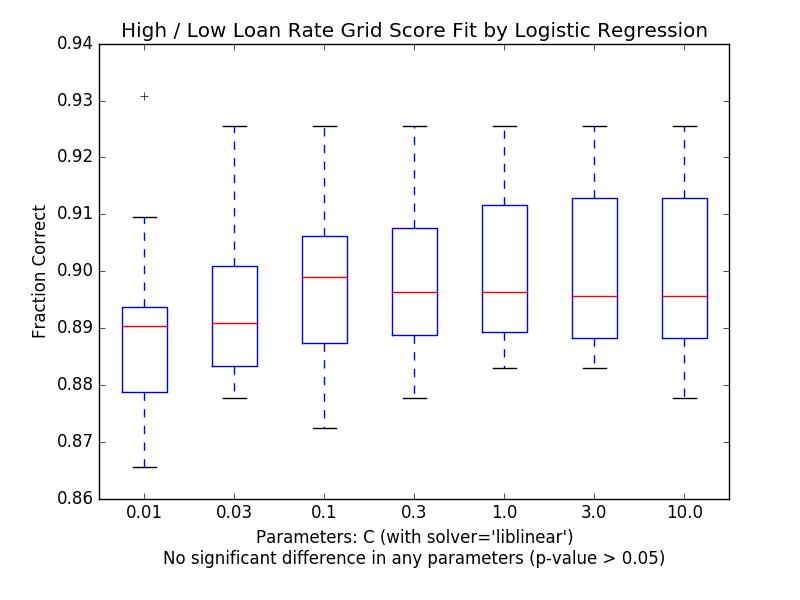 High / Low Loan Rate Grid Score Fit by Logistic Regression
0.94
0.93
0.92
0.91
0.90
0.89
0.88
0.87
0.86
Fraction Correct
0.01 0.03 0.1 0.3 1.0 3.0 10.0
Parameters: C (with solver='liblinear')
No significant difference in any parameters (p-value > 0.05)